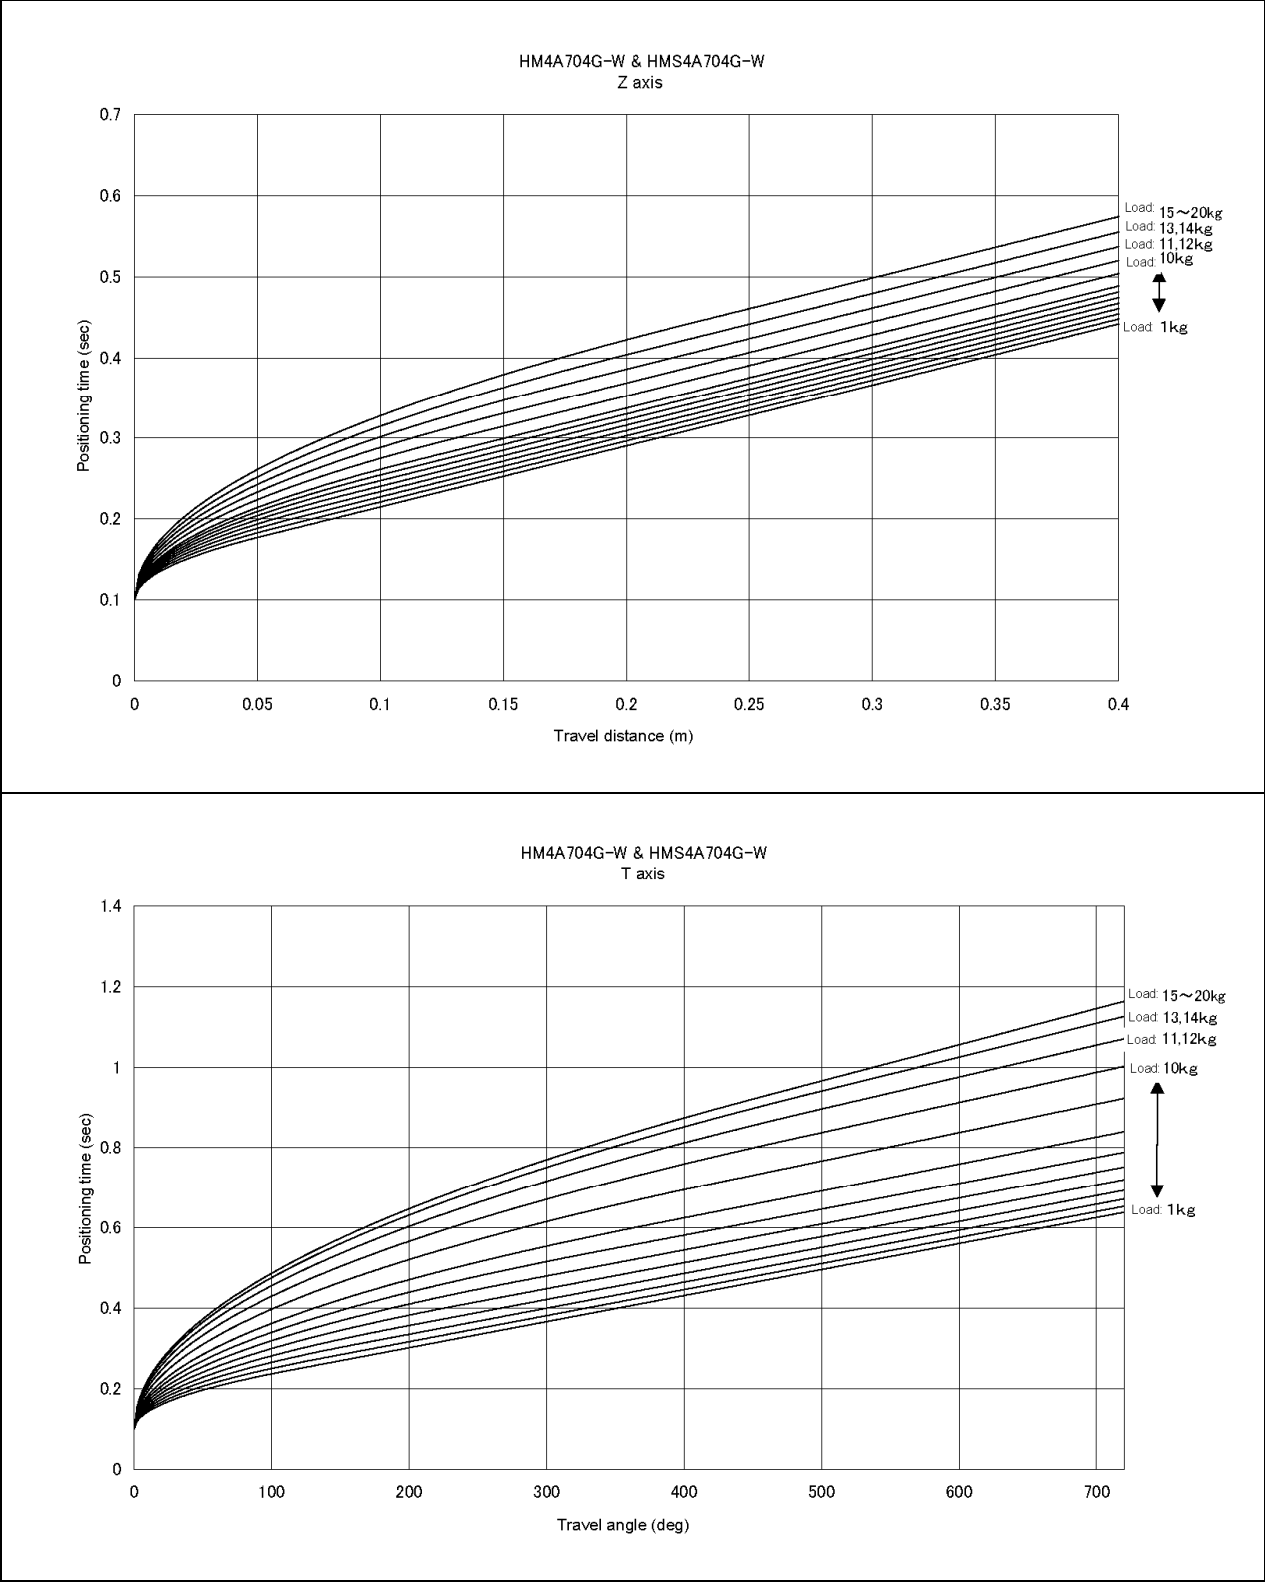 HM4A704G-W & HMS4A704G-W
Z axis
0.7
0.6
0.5
0.4
0.3
0.2
0.1
0
Positioning time (sec)
Load: 15～20kg
Load: 13,14kg
Load: 11,12kg
Load: 10kg
Load: 1kg
0 0.05 0.1 0.15 0.2 0.25 0.3 0.35 0.4
Travel distance (m)
HM4A704G-W & HMS4A704G-W
T axis
1.4
1.2
1
0.8
0.6
0.4
0.2
0
Positioning time (sec)
Load: 15～20kg
Load: 13,14kg
Load: 11,12kg
Load: 10kg
Load: 1kg
0 100 200 300 400 500 600 700
Travel angle (deg)